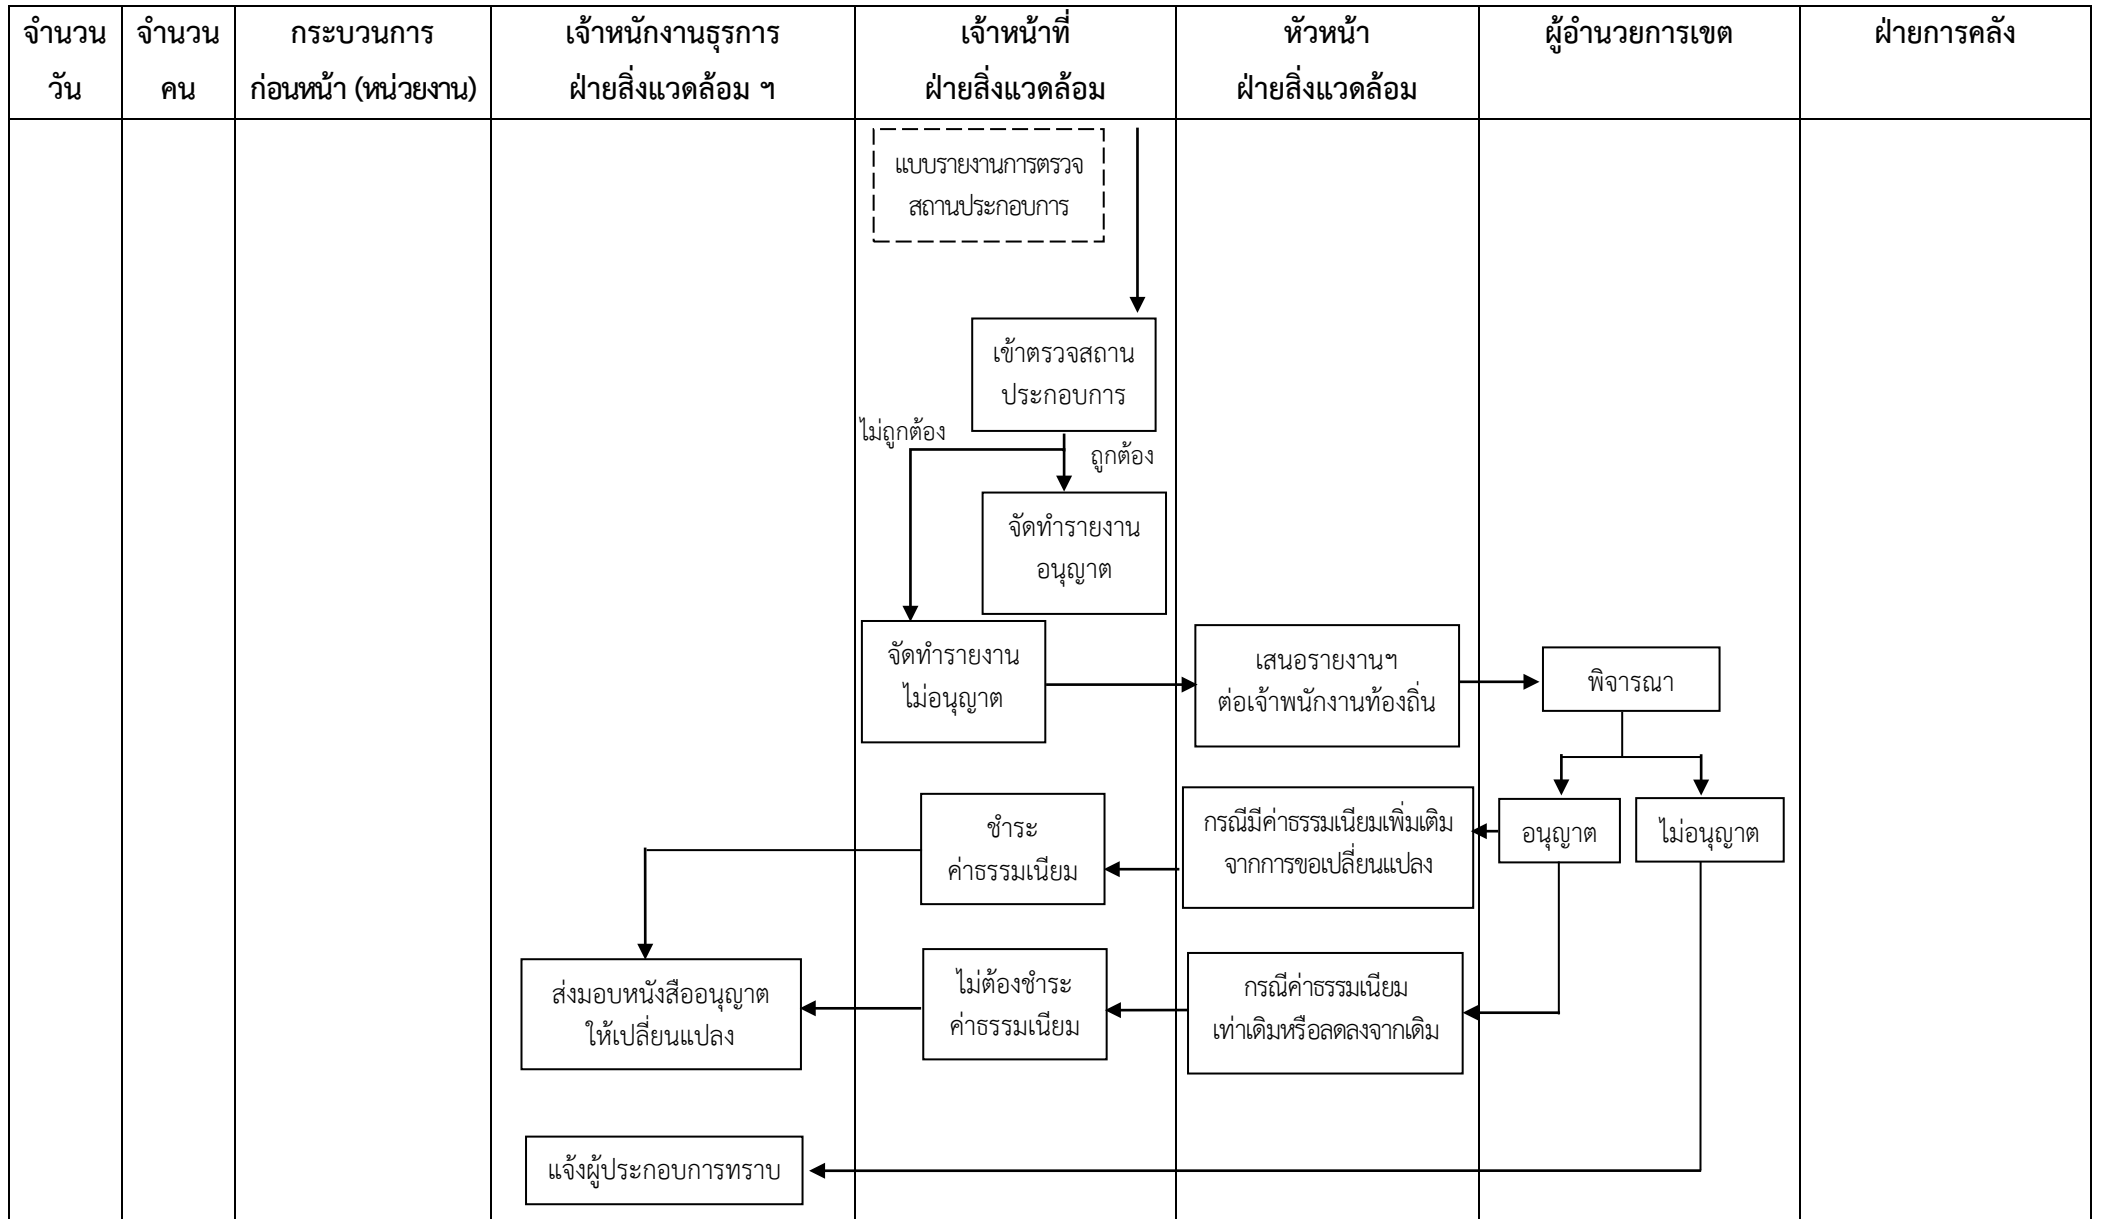 จำนวน
วัน
จำนวน
คน
กระบวนการ
ก่อนหน้า (หน่วยงาน)
เจ้าหนักงานธุรการ
ฝ่ายสิ่งแวดล้อม ฯ
เจ้าหน้าที่
ฝ่ายสิ่งแวดล้อม
หัวหน้า
ฝ่ายสิ่งแวดล้อม
ผู้อำนวยการเขต
ฝ่ายการคลัง
แบบรายงานการตรวจ
สถานประกอบการ
เข้าตรวจสถาน
ประกอบการ
ไม่ถูกต้อง
ถูกต้อง
จัดทำรายงาน
อนุญาต
จัดทำรายงาน
ไม่อนุญาต
เสนอรายงานฯ
ต่อเจ้าพนักงานท้องถิ่น
พิจารณา
ชำระ
ค่าธรรมเนียม
กรณีมีค่าธรรมเนียมเพิ่มเติม
จากการขอเปลี่ยนแปลง
อนุญาต
ไม่อนุญาต
ส่งมอบหนังสืออนุญาต
ให้เปลี่ยนแปลง
ไม่ต้องชำระ
ค่าธรรมเนียม
กรณีค่าธรรมเนียม
เท่าเดิมหรือลดลงจากเดิม
แจ้งผู้ประกอบการทราบ